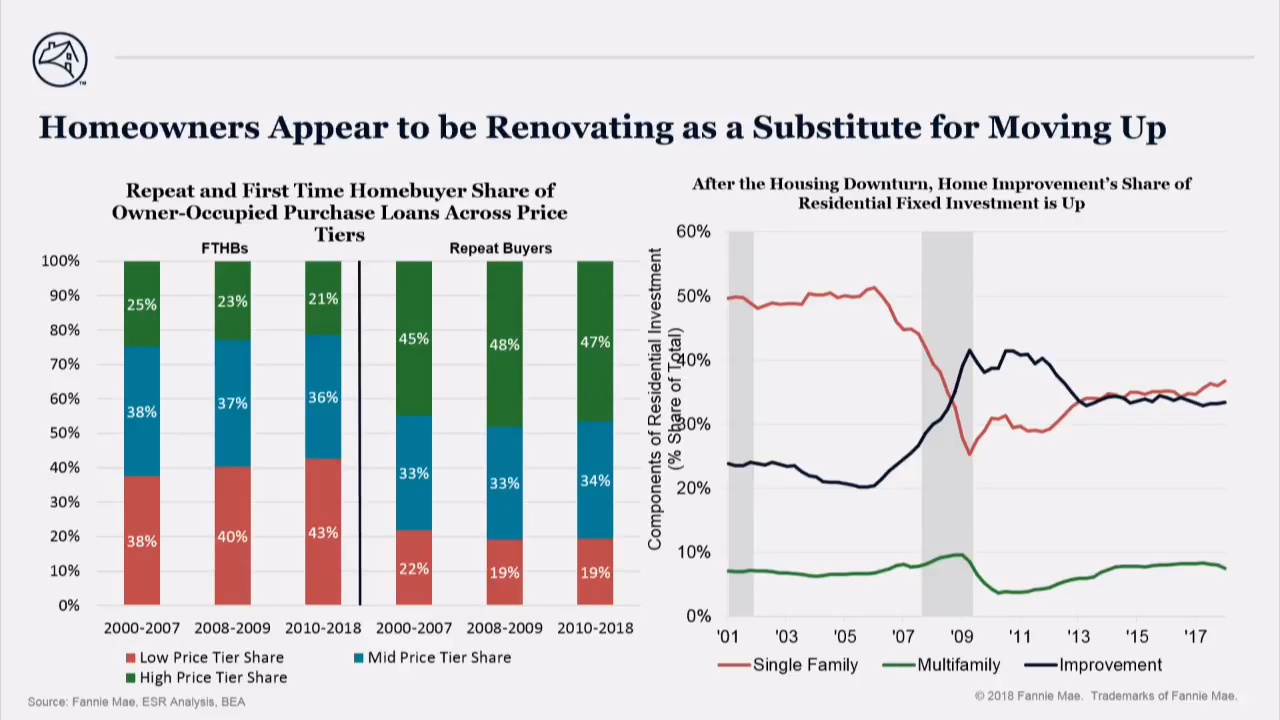 Homeowners Appear to be Renovating as a Substitute for Moving Up
Repeat and First Time Homebuyer Share of
Owner-Occupied Purchase Loans Across Price
Tiers
FTHBs
Repeat Buyers
100%
90%
80%
70%
60%
50%
40%
30%
20%
10%
0%
25%
23%
21%
45%
48%
47%
38%
37%
36%
33%
33%
34%
38%
40%
43%
22%
19%
19%
2000-2007
2008-2009
2010-2018
2000-2007
2008-2009
2010-2018
Low Price Tier Share
Mid Price Tier Share
High Price Tier Share
Source: Fannie Mae, ESR Analysis, BEA
After the Housing Downturn, Home Improvement's Share of
Residential Fixed Investment is Up
Components of Residential Investment
(% Share of Total)
60%
50%
40%
30%
20%
10%
0%
'01
'03
'05
'07
'09
'11
'13
'15
'17
Single Family
Multifamily
Improvement
© 2018 Fannie Mae. Trademarks of Fannie Mae.
TM